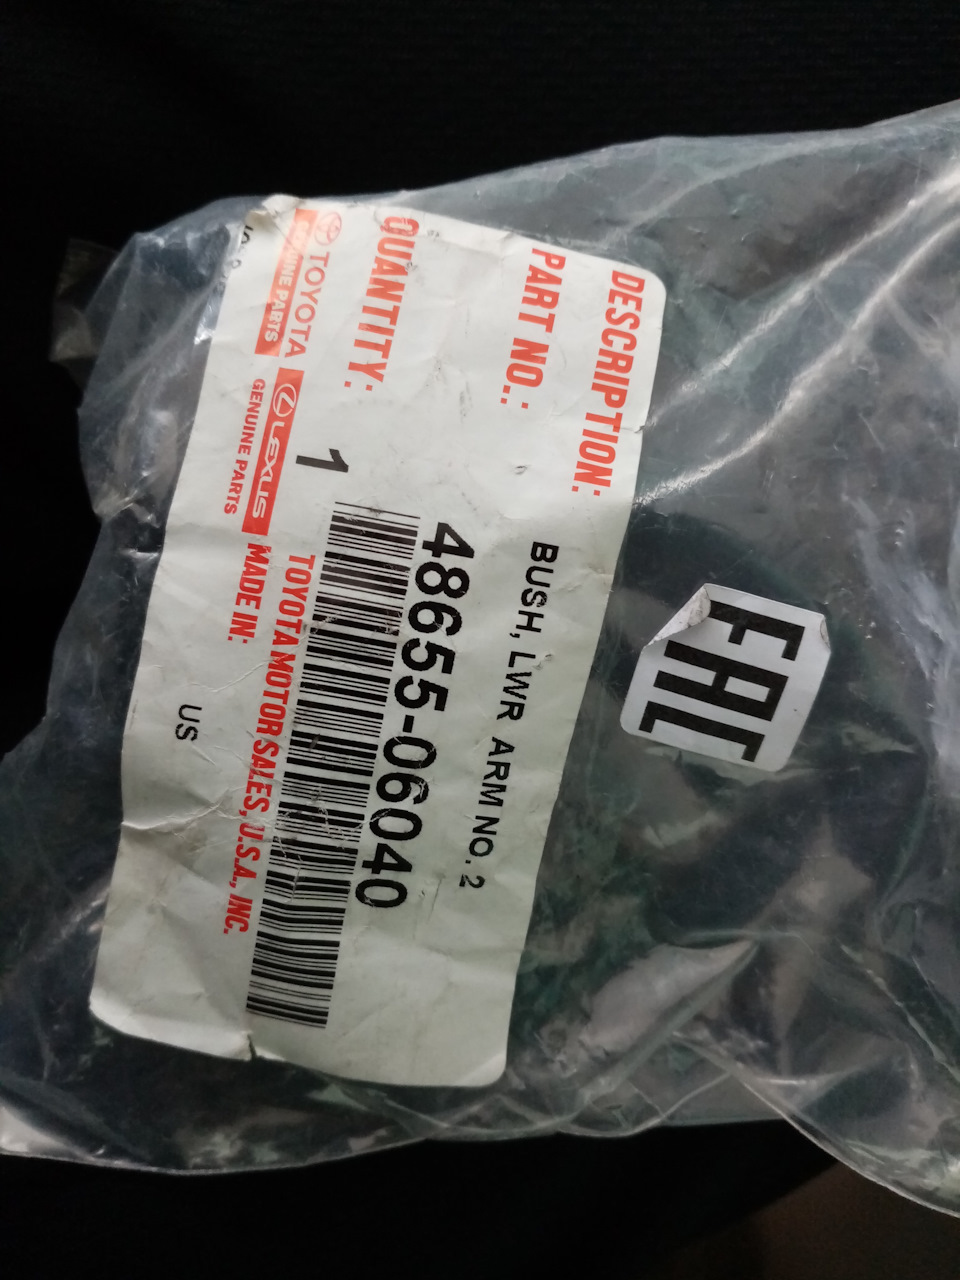 DESCRIPTION:
BUSH, LWR ARM NO. 2
PART NO.:
48655-06040
QUANTITY:
1
TOYOTA
GENUINE PARTS
LEXUS
GENUINE PARTS
TOYOTA MOTOR SALES, U.S.A., INC.
MADE IN:
US
EAC